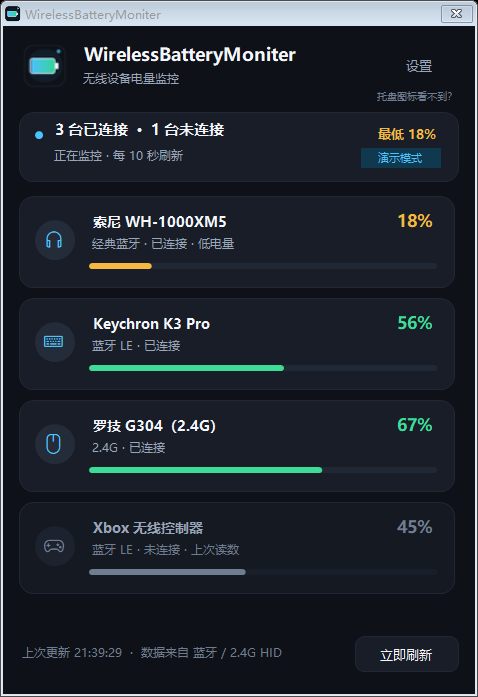 WirelessBatteryMoniter
WirelessBatteryMoniter
无线设备电量监控
设置
托盘图标看不到?
3 台已连接 • 1 台未连接
最低 18%
正在监控 · 每 10 秒刷新
演示模式
索尼 WH-1000XM5
18%
经典蓝牙 · 已连接 · 低电量
Keychron K3 Pro
56%
蓝牙 LE · 已连接
罗技 G304（2.4G）
67%
2.4G · 已连接
Xbox 无线控制器
45%
蓝牙 LE · 未连接 · 上次读数
上次更新 21:39:29 · 数据来自 蓝牙 / 2.4G HID
立即刷新